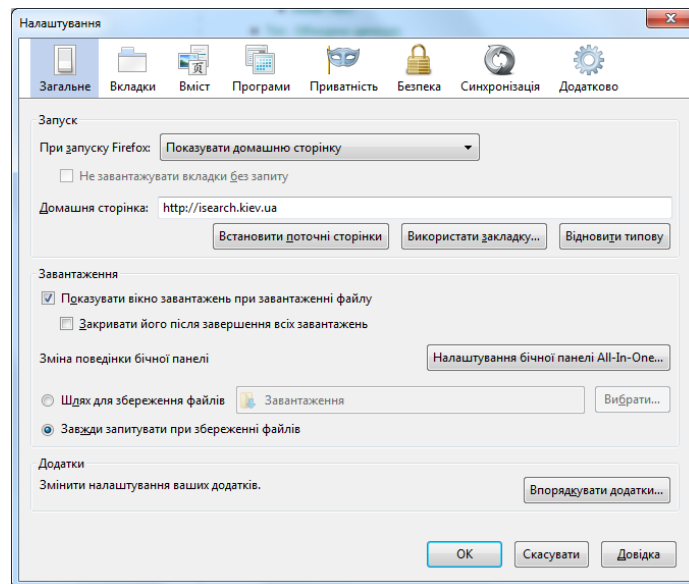 Налаштування
Загальне Вкладки Вміст Програми Приватність Безпека Синхронізація Додатково
Запуск
При запуску Firefox: Показувати домашню сторінку
Не завантажувати вкладки без запиту
Домашня сторінка: http://isearch.kiev.ua
Встановити поточні сторінки Використати закладку... Відновити типову
Завантаження
Показувати вікно завантажень при завантаженні файлу
Закривати його після завершення всіх завантажень
Зміна поведінки бічної панелі Налаштування бічної панелі All-In-One...
Шлях для збереження файлів Завантаження Вибрати...
Завжди запитувати при збереженні файлів
Додатки
Змінити налаштування ваших додатків. Впорядкувати додатки...
OK Скасувати Довідка